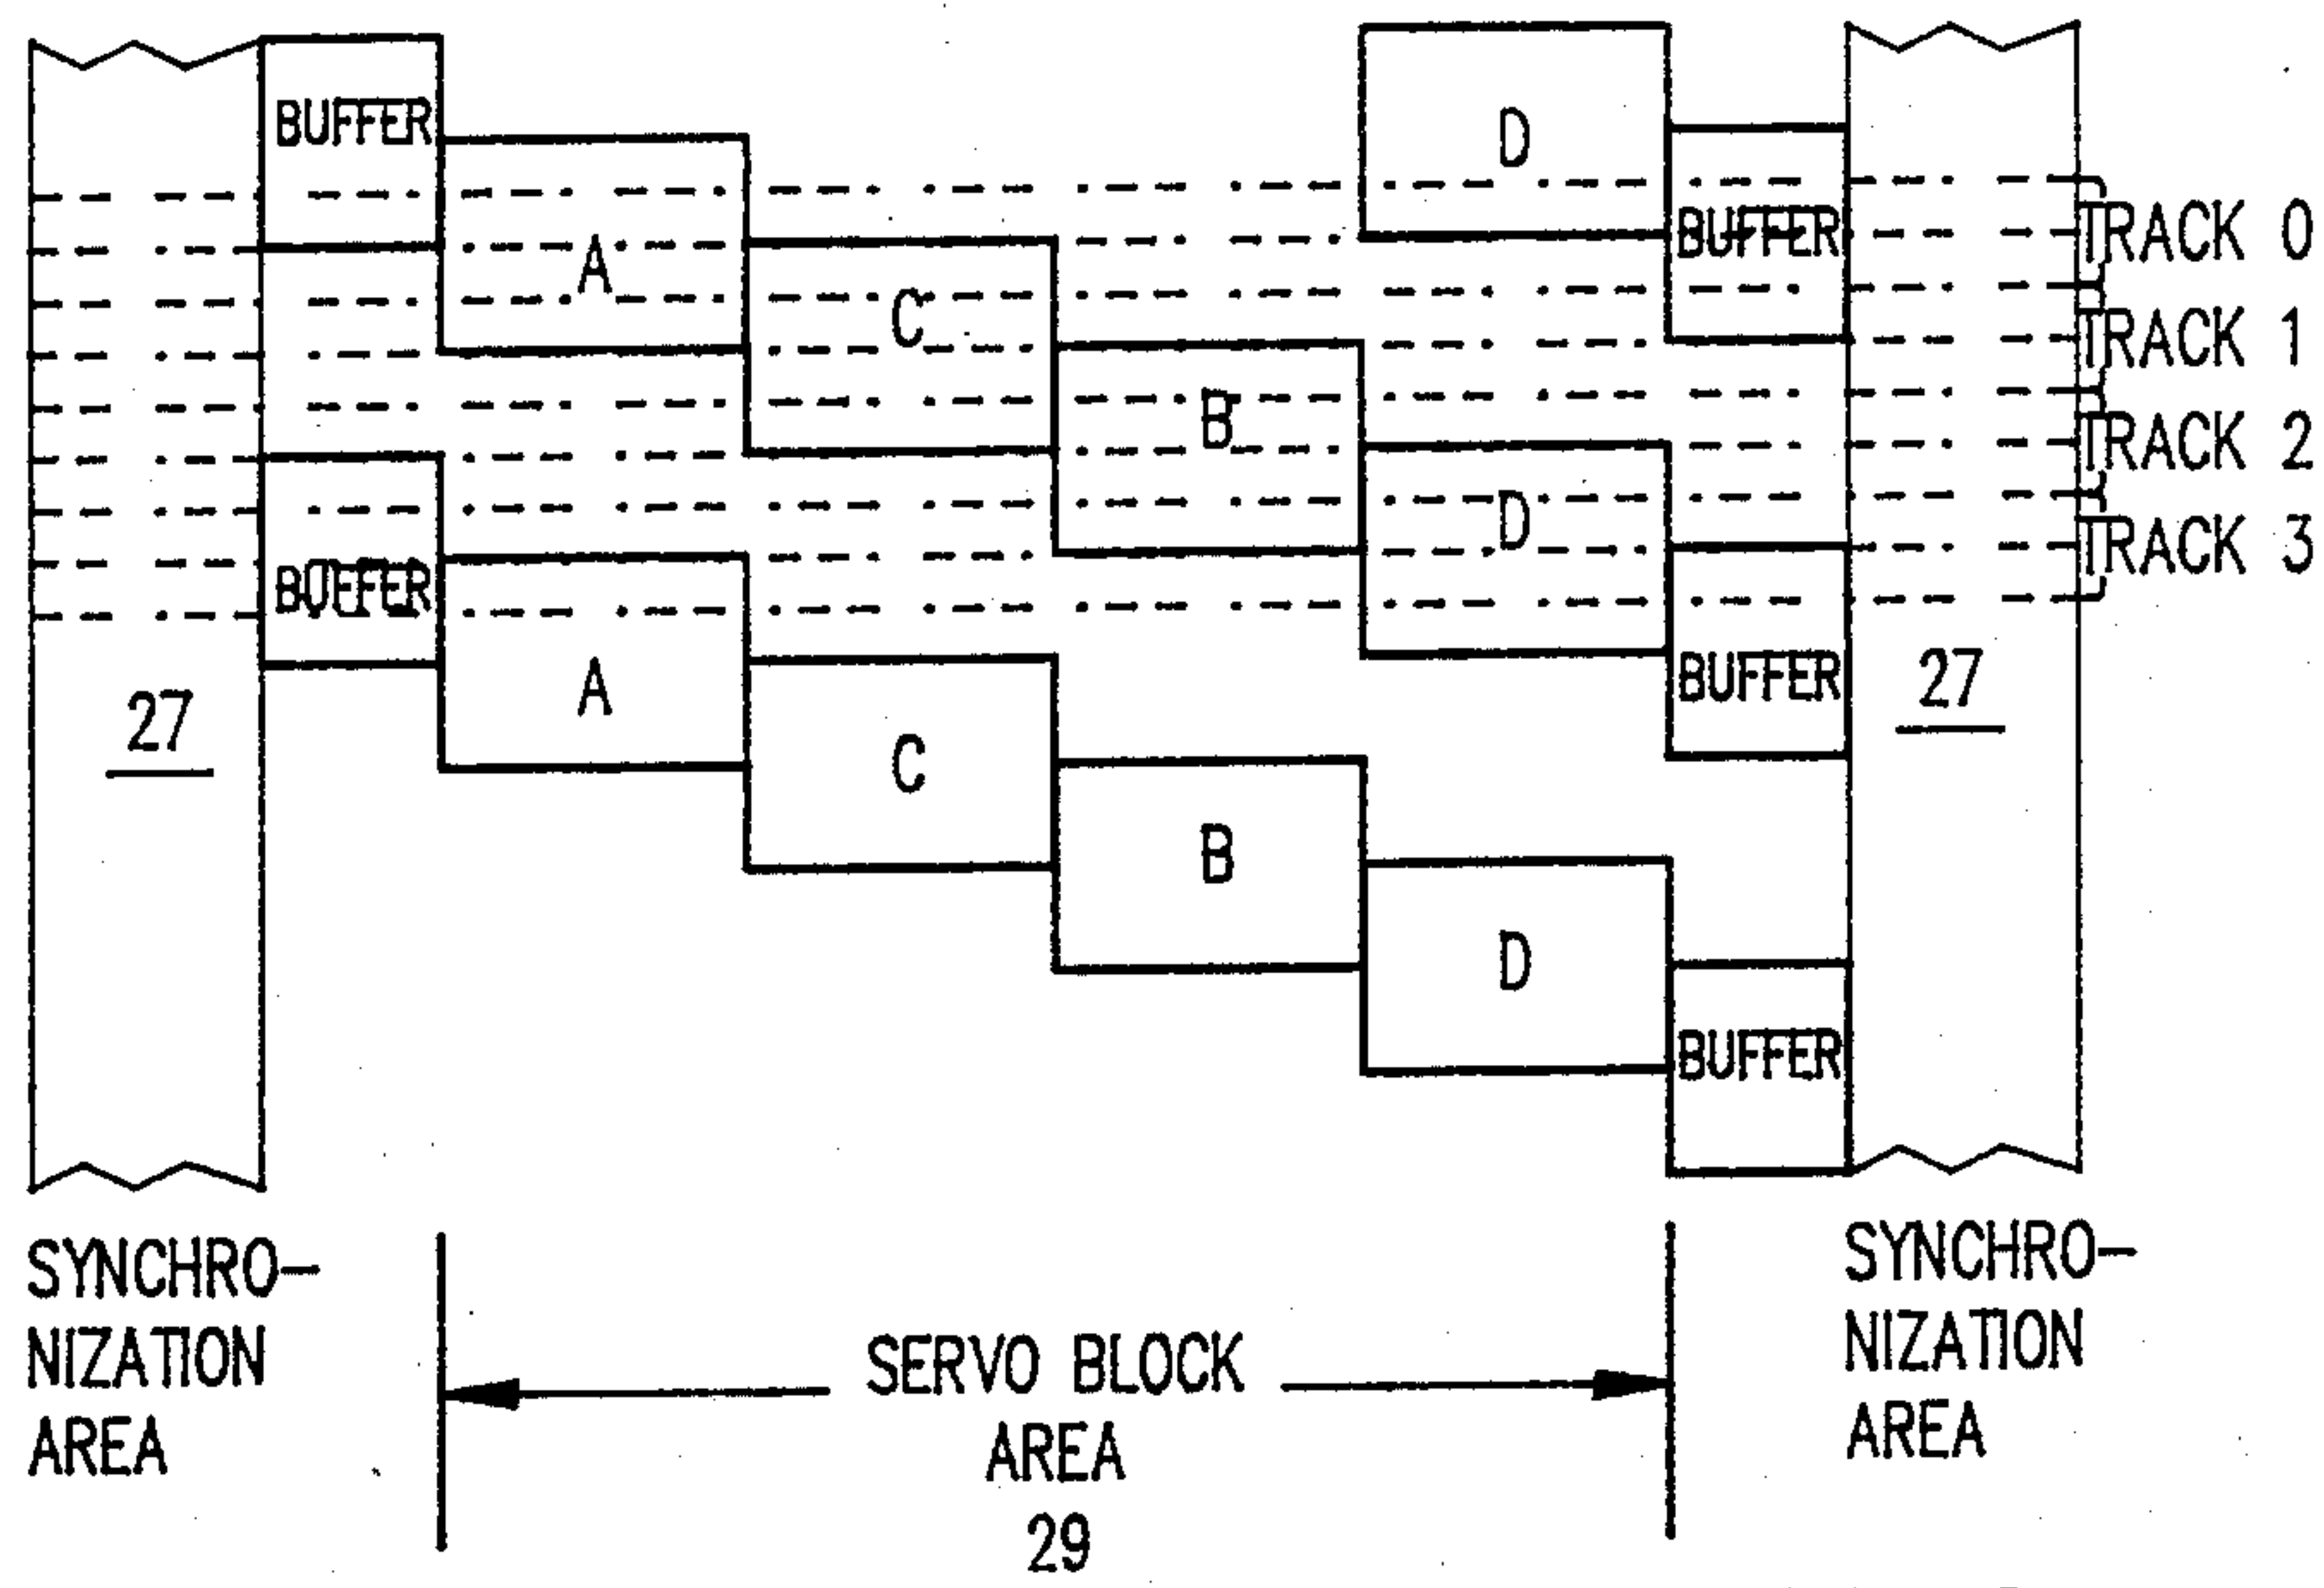 BUFFER
D
BUFFER
TRACK 0
A
C
TRACK 1
B
TRACK 2
D
TRACK 3
BUFFER
A
BUFFER
27
27
C
B
D
BUFFER
SYNCHRO-
NIZATION
AREA
SERVO BLOCK
AREA
29
SYNCHRO-
NIZATION
AREA